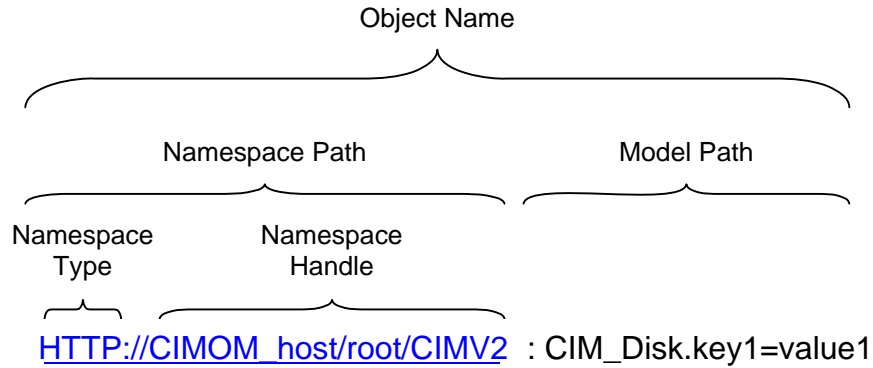 Object Name
Namespace Path Model Path
Namespace Namespace
Type Handle
HTTP://CIMOM_host/root/CIMV2 : CIM_Disk.key1=value1